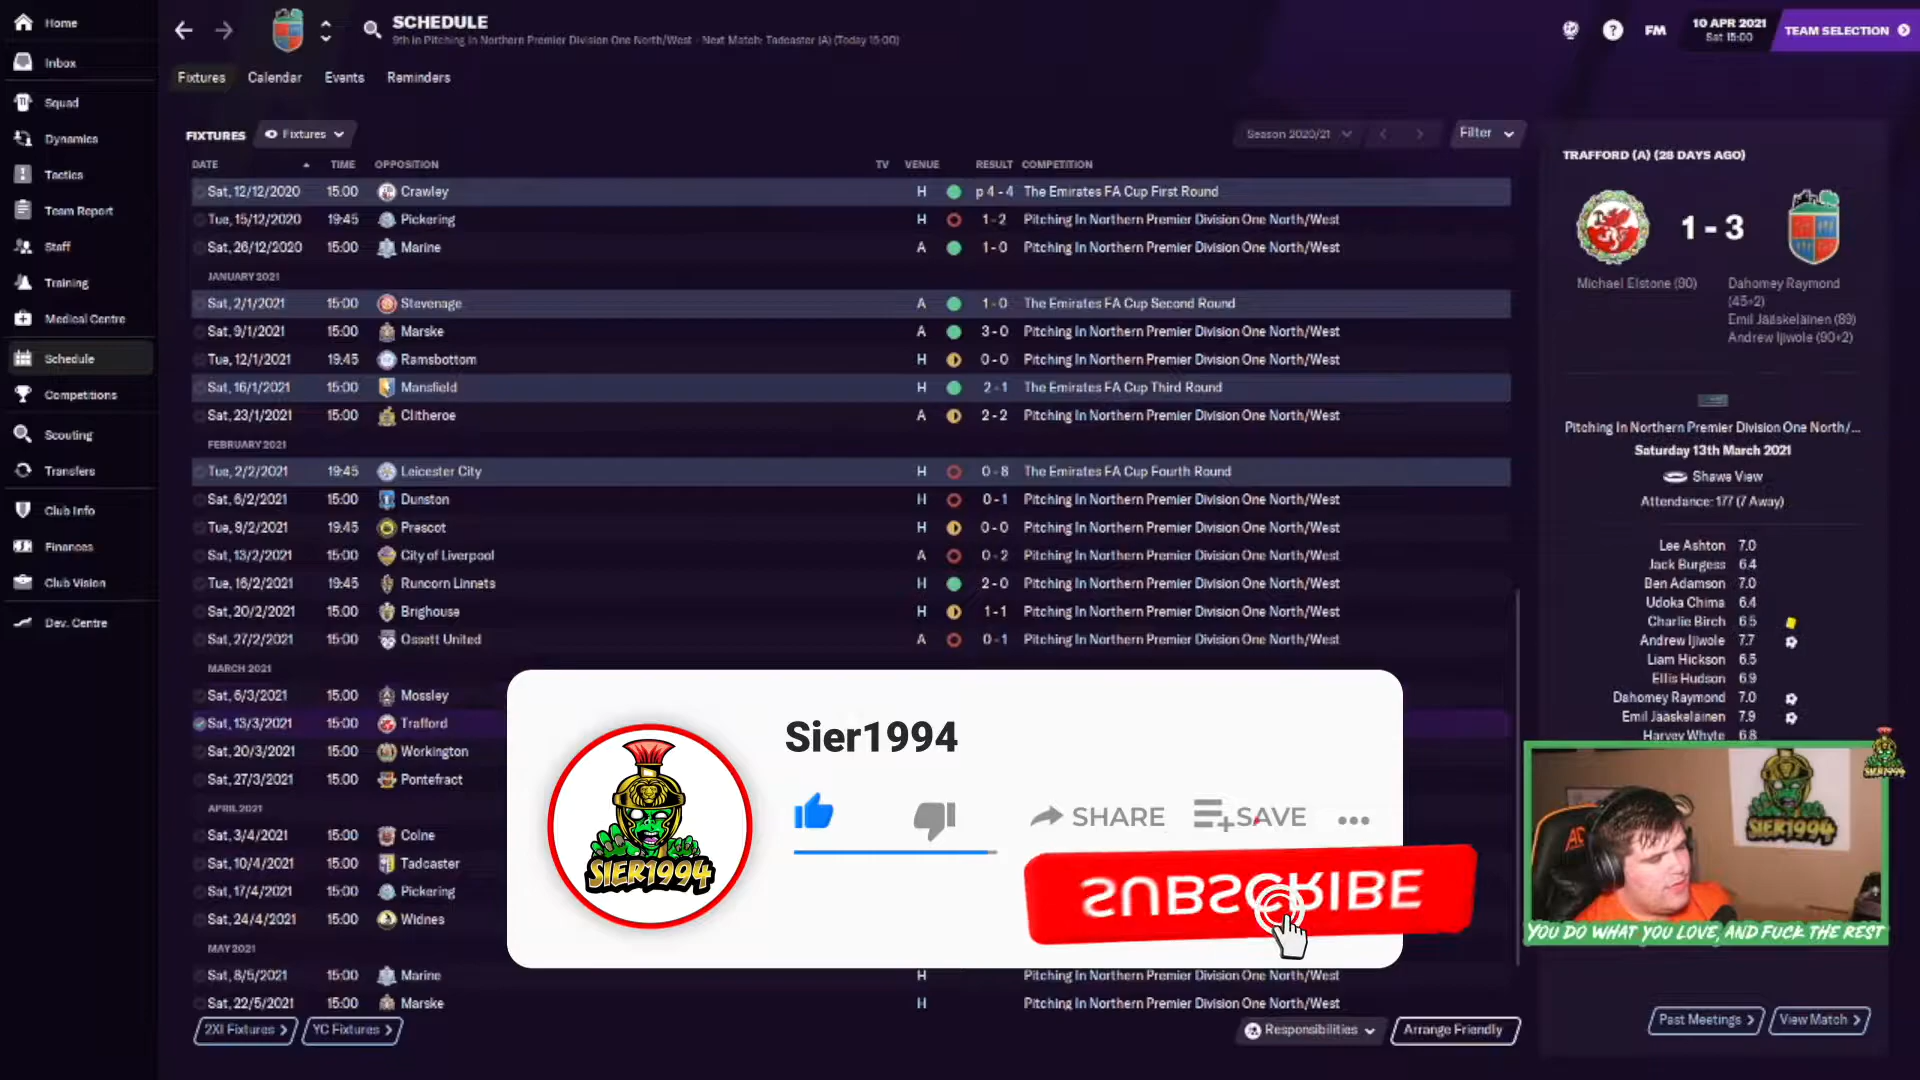 Home
Inbox
Squad
Dynamics
Tactics
Team Report
Staff
Training
Medical Centre
Schedule
Competitions
Scouting
Transfers
Club Info
Finances
Club Vision
Dev. Centre
SCHEDULE
9th in Pitching In Northern Premier Division One North/West - Next Match: Tadcaster (A) (Today 15:00)
FM
10 APR 2021
Sat 15:00
TEAM SELECTION
Fixtures Calendar Events Reminders
FIXTURES Fixtures Season 2020/21 Filter
DATE TIME OPPOSITION TV VENUE RESULT COMPETITION
Sat, 12/12/2020 15:00 Crawley H p 4 - 4 The Emirates FA Cup First Round
Tue, 15/12/2020 19:45 Pickering H 1 - 2 Pitching In Northern Premier Division One North/West
Sat, 26/12/2020 15:00 Marine A 1 - 0 Pitching In Northern Premier Division One North/West
JANUARY 2021
Sat, 2/1/2021 15:00 Stevenage A 1 - 0 The Emirates FA Cup Second Round
Sat, 9/1/2021 15:00 Marske A 3 - 0 Pitching In Northern Premier Division One North/West
Tue, 12/1/2021 19:45 Ramsbottom H 0 - 0 Pitching In Northern Premier Division One North/West
Sat, 16/1/2021 15:00 Mansfield H 2 - 1 The Emirates FA Cup Third Round
Sat, 23/1/2021 15:00 Clitheroe A 2 - 2 Pitching In Northern Premier Division One North/West
FEBRUARY 2021
Tue, 2/2/2021 19:45 Leicester City H 0 - 8 The Emirates FA Cup Fourth Round
Sat, 6/2/2021 15:00 Dunston H 0 - 1 Pitching In Northern Premier Division One North/West
Tue, 9/2/2021 19:45 Prescot H 0 - 0 Pitching In Northern Premier Division One North/West
Sat, 13/2/2021 15:00 City of Liverpool A 0 - 2 Pitching In Northern Premier Division One North/West
Tue, 16/2/2021 19:45 Runcorn Linnets H 2 - 0 Pitching In Northern Premier Division One North/West
Sat, 20/2/2021 15:00 Brighouse H 1 - 1 Pitching In Northern Premier Division One North/West
Sat, 27/2/2021 15:00 Ossett United A 0 - 1 Pitching In Northern Premier Division One North/West
MARCH 2021
Sat, 6/3/2021 15:00 Mossley
Sat, 13/3/2021 15:00 Trafford
Sat, 20/3/2021 15:00 Workington
Sat, 27/3/2021 15:00 Pontefract
APRIL 2021
Sat, 3/4/2021 15:00 Colne
Sat, 10/4/2021 15:00 Tadcaster
Sat, 17/4/2021 15:00 Pickering
Sat, 24/4/2021 15:00 Widnes
MAY 2021
Sat, 8/5/2021 15:00 Marine H Pitching In Northern Premier Division One North/West
Sat, 22/5/2021 15:00 Marske H Pitching In Northern Premier Division One North/West
2XI Fixtures YC Fixtures Responsibilities Arrange Friendly
Sier1994
SHARE SAVE
SUBSCRIBE
SIER1994
TRAFFORD (A) (28 DAYS AGO)
1 - 3
Michael Elstone (90)
Dahomey Raymond
(45+2)
Emil Jääskeläinen (89)
Andrew Ijiwole (90+2)
Pitching In Northern Premier Division One North/...
Saturday 13th March 2021
Shawe View
Attendance: 177 (7 Away)
Lee Ashton 7.0
Jack Burgess 6.4
Ben Adamson 7.0
Udoka Chima 6.4
Charlie Birch 6.5
Andrew Ijiwole 7.7
Liam Hickson 6.5
Ellis Hudson 6.9
Dahomey Raymond 7.0
Emil Jääskeläinen 7.9
Harvey Whyte 6.8
SIER1994
SIER1994
YOU DO WHAT YOU LOVE, AND FUCK THE REST
Past Meetings View Match